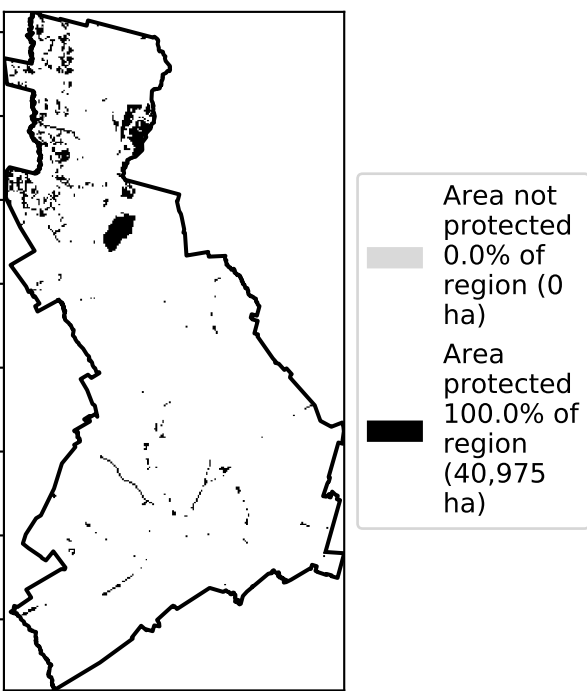 Area not
protected
0.0% of
region (0
ha)
Area
protected
100.0% of
region
(40,975
ha)